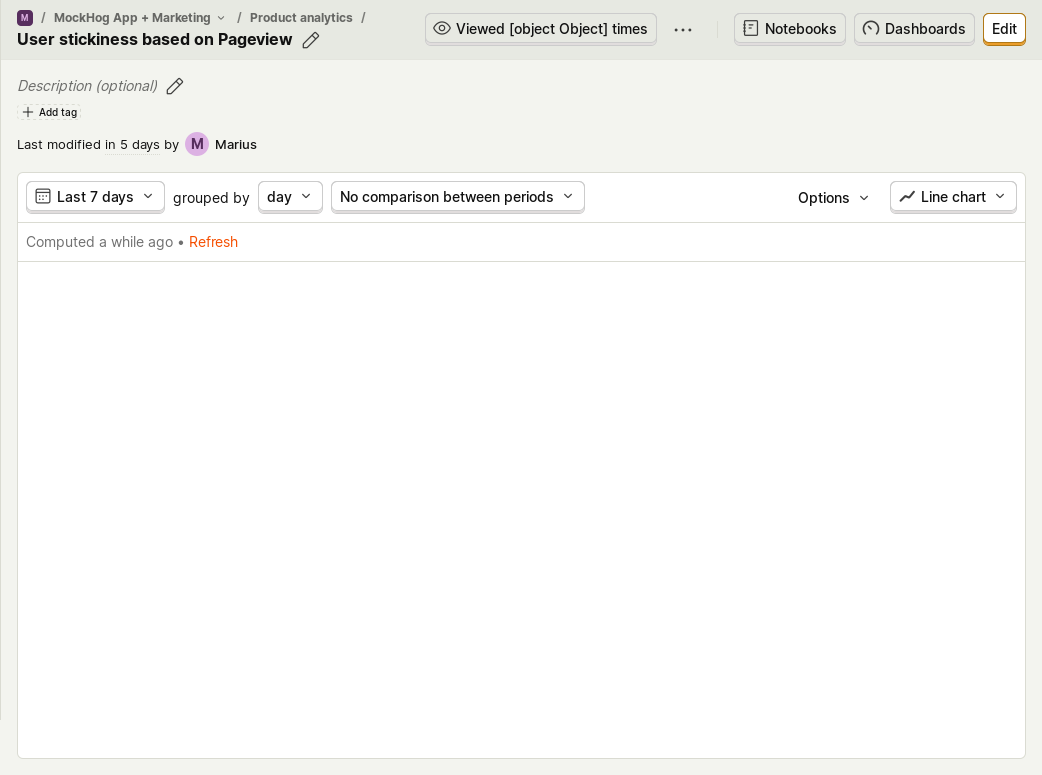 M / MockHog App + Marketing / Product analytics /
User stickiness based on Pageview
Viewed [object Object] times
Notebooks
Dashboards
Edit
Description (optional)
Add tag
Last modified in 5 days by M Marius
Last 7 days grouped by day No comparison between periods Options Line chart
Computed a while ago • Refresh